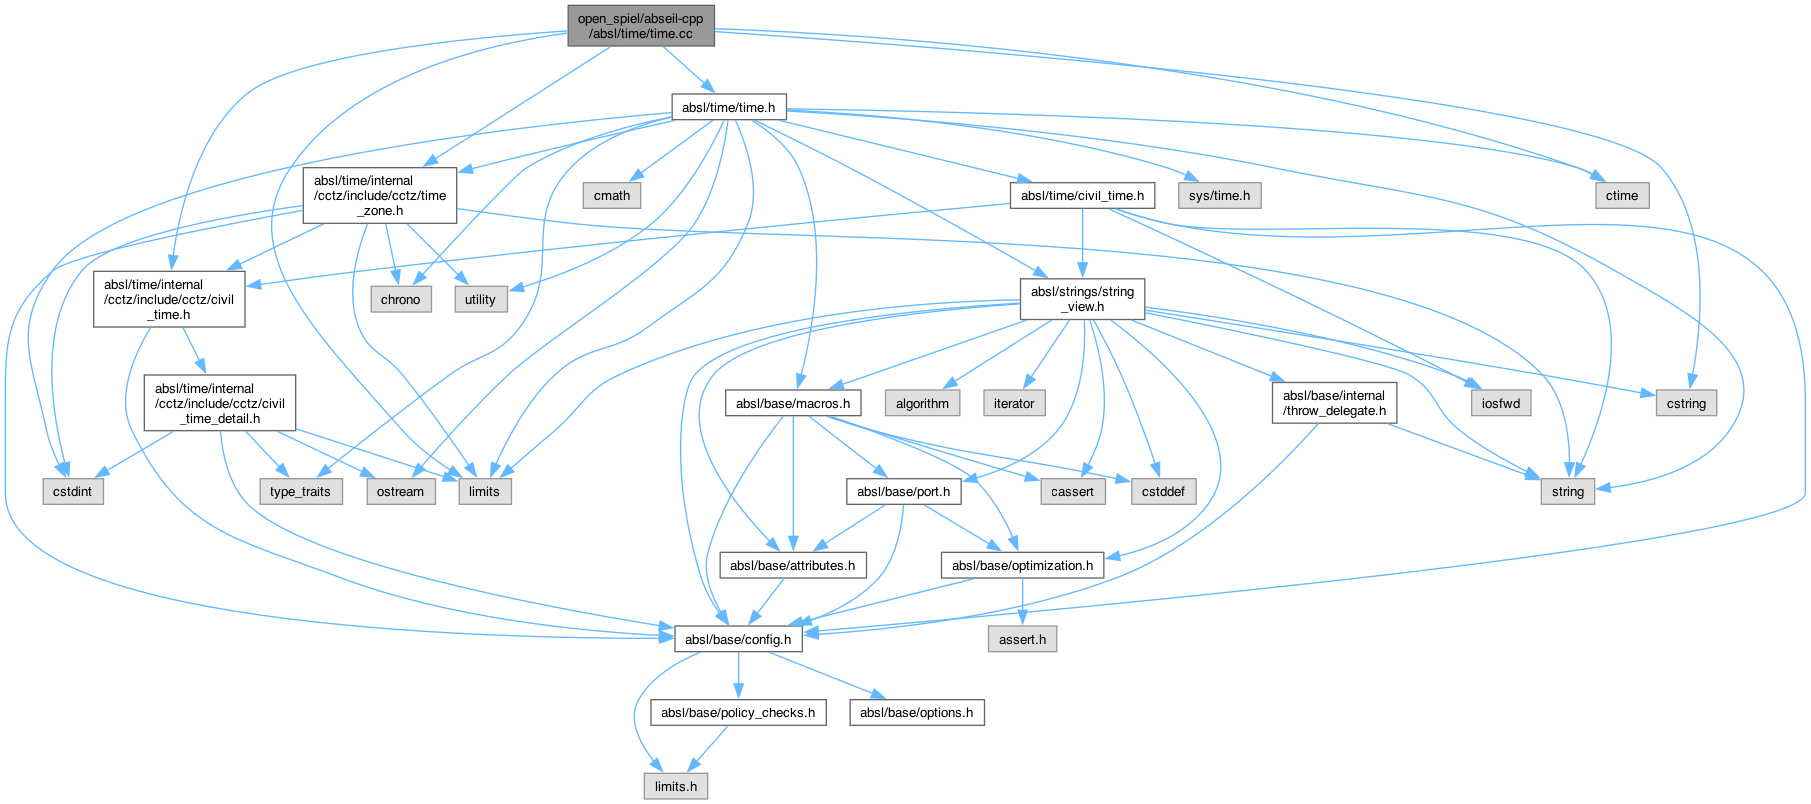 open_spiel/abseil-cpp
/absl/time/time.cc
absl/time/time.h
absl/time/internal
/cctz/include/cctz/time
_zone.h
cmath
absl/time/civil_time.h
sys/time.h
ctime
absl/time/internal
/cctz/include/cctz/civil
_time.h
chrono
utility
absl/strings/string
_view.h
absl/time/internal
/cctz/include/cctz/civil
_time_detail.h
absl/base/macros.h
algorithm
iterator
absl/base/internal
/throw_delegate.h
iosfwd
cstring
cstdint
type_traits
ostream
limits
absl/base/port.h
cassert
cstddef
string
absl/base/attributes.h
absl/base/optimization.h
absl/base/config.h
assert.h
absl/base/policy_checks.h
absl/base/options.h
limits.h